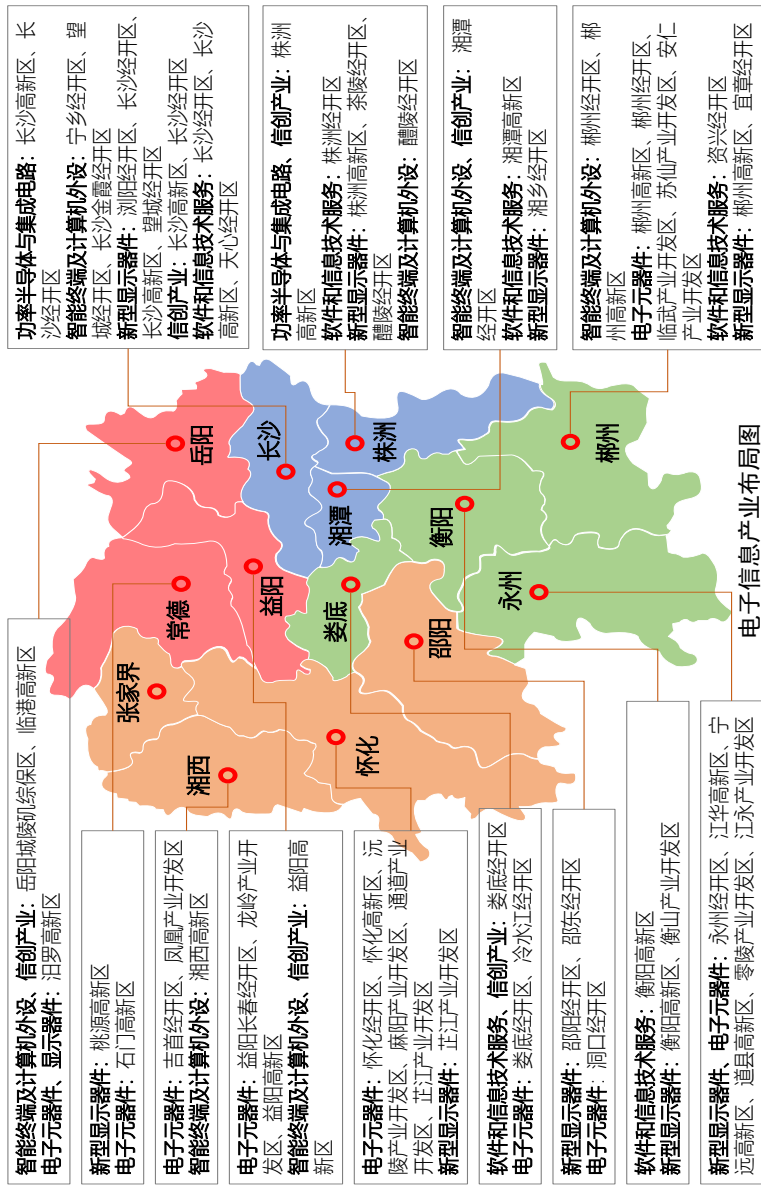 智能终端及计算机外设、信创产业：岳阳城陵矶综保区、临港高新区
电子元器件、显示器件：汨罗高新区
新型显示器件：桃源高新区
电子元器件：石门高新区
电子元器件：吉首经开区、凤凰产业开发区
智能终端及计算机外设：湘西高新区
电子元器件：益阳长春经开区、龙岭产业开
发区、益阳高新区
智能终端及计算机外设、信创产业：益阳高
新区
电子元器件：怀化经开区、怀化高新区、沅
陵产业开发区、麻阳产业开发区、通道产业
开发区、芷江产业开发区
新型显示器件：芷江产业开发区
软件和信息技术服务、信创产业：娄底经开区
电子元器件：娄底经开区、冷水江经开区
新型显示器件：邵阳经开区、邵东经开区
电子元器件：洞口经开区
软件和信息技术服务：衡阳高新区
新型显示器件：衡阳高新区、衡山产业开发区
新型显示器件、电子元器件：永州经开区、江华高新区、宁
远高新区、道县高新区、零陵产业开发区、江永产业开发区
张家界
常德
岳阳
湘西
益阳
长沙
怀化
娄底
湘潭
株洲
邵阳
衡阳
永州
郴州
功率半导体与集成电路：长沙高新区、长
沙经开区
智能终端及计算机外设：宁乡经开区、望
城经开区、长沙金霞经开区
新型显示器件：浏阳经开区、长沙经开区、
长沙高新区、望城经开区
信创产业：长沙高新区、长沙经开区
软件和信息技术服务：长沙经开区、长沙
高新区、天心经开区
功率半导体与集成电路、信创产业：株洲
高新区
软件和信息技术服务：株洲经开区
新型显示器件：株洲高新区、茶陵经开区、
醴陵经开区
智能终端及计算机外设：醴陵经开区
智能终端及计算机外设、信创产业：湘潭
经开区
软件和信息技术服务：湘潭高新区
新型显示器件：湘乡经开区
智能终端及计算机外设：郴州经开区、郴
州高新区
电子元器件：郴州高新区、郴州经开区、
临武产业开发区、苏仙产业开发区、安仁
产业开发区
软件和信息技术服务：资兴经开区
新型显示器件：郴州高新区、宜章经开区
电子信息产业布局图